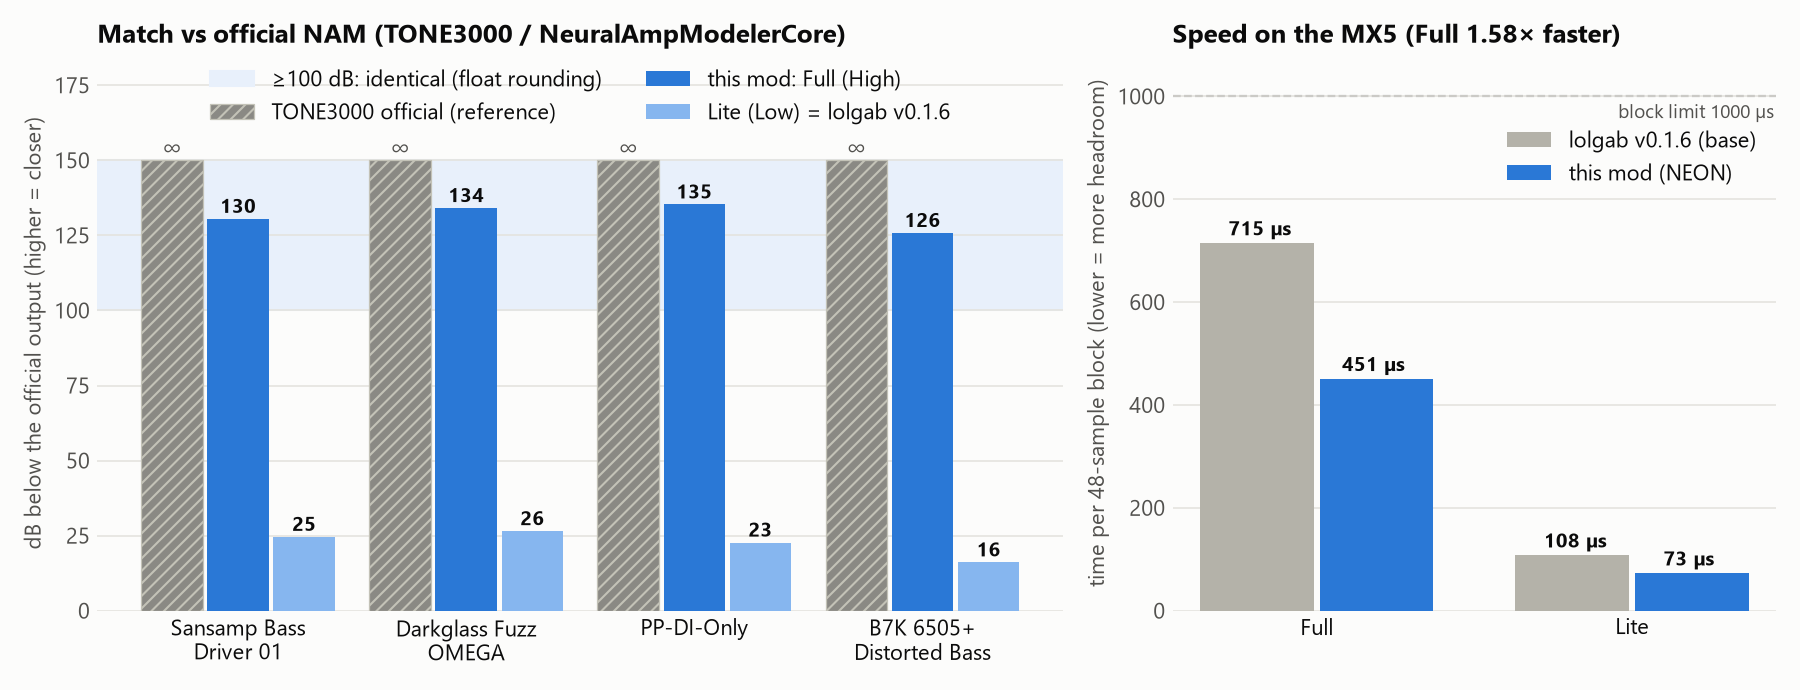 Match vs official NAM (TONE3000 / NeuralAmpModelerCore)
≥100 dB: identical (float rounding)
TONE3000 official (reference)
this mod: Full (High)
Lite (Low) = lolgab v0.1.6
dB below the official output (higher = closer)
175
150
125
100
75
50
25
0
∞
130
25
∞
134
26
∞
135
23
∞
126
16
Sansamp Bass
Driver 01
Darkglass Fuzz
OMEGA
PP-DI-Only
B7K 6505+
Distorted Bass
Speed on the MX5 (Full 1.58× faster)
time per 48-sample block (lower = more headroom)
1000
800
600
400
200
0
block limit 1000 µs
lolgab v0.1.6 (base)
this mod (NEON)
715 µs
451 µs
108 µs
73 µs
Full
Lite